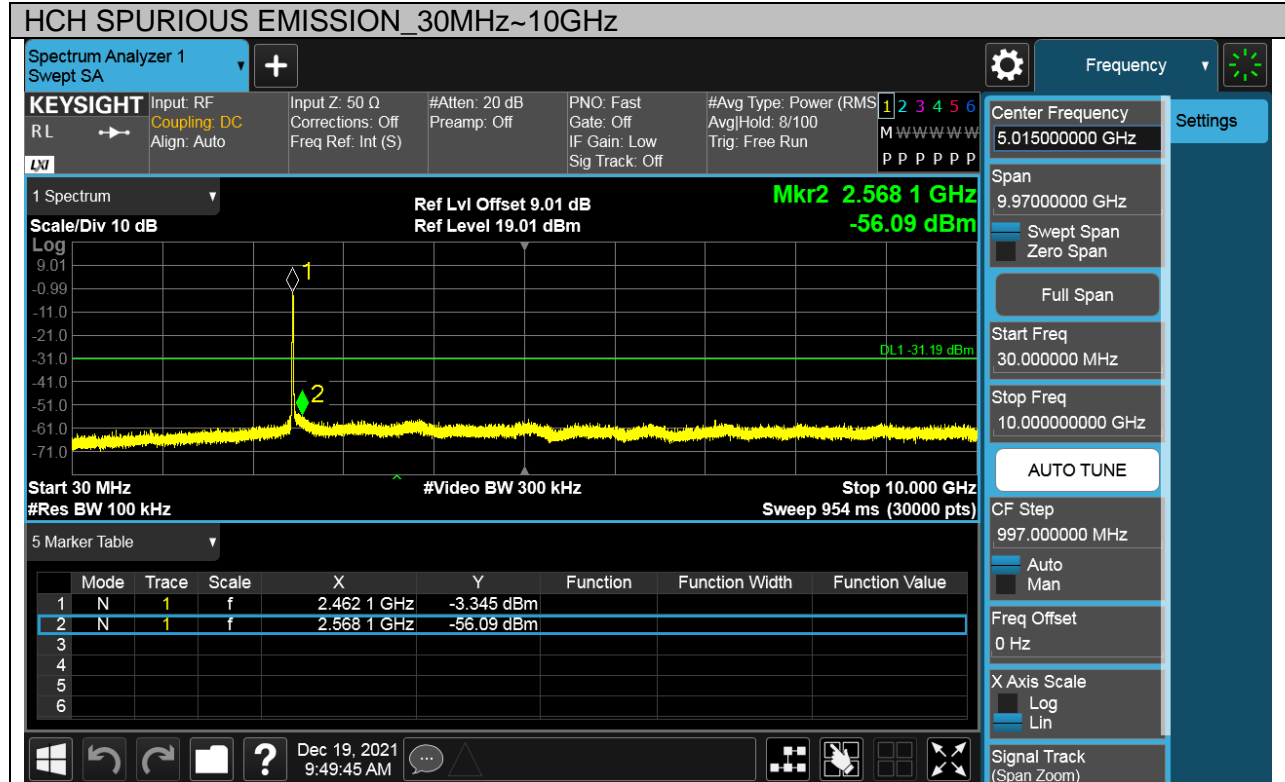 HCH SPURIOUS EMISSION_30MHz~10GHz
Spectrum Analyzer 1
Swept SA
Frequency
KEYSIGHT
RL
LXI
Input: RF
Coupling: DC
Align: Auto
Input Z: 50 Ω
Corrections: Off
Freq Ref: Int (S)
#Atten: 20 dB
Preamp: Off
PNO: Fast
Gate: Off
IF Gain: Low
Sig Track: Off
#Avg Type: Power (RMS
Avg|Hold: 8/100
Trig: Free Run
1 2 3 4 5 6
M W W W W W
P P P P P P
1 Spectrum
Scale/Div 10 dB
Ref Lvl Offset 9.01 dB
Ref Level 19.01 dBm
Mkr2 2.568 1 GHz
-56.09 dBm
Log
9.01
-0.99
-11.0
-21.0
-31.0
-41.0
-51.0
-61.0
-71.0
1
2
DL1 -31.19 dBm
Start 30 MHz
#Video BW 300 kHz
Stop 10.000 GHz
#Res BW 100 kHz
Sweep 954 ms (30000 pts)
5 Marker Table
Mode Trace Scale X Y Function Function Width Function Value
1 N 1 f 2.462 1 GHz -3.345 dBm
2 N 1 f 2.568 1 GHz -56.09 dBm
3
4
5
6
Dec 19, 2021
9:49:45 AM
Settings
Center Frequency
5.015000000 GHz
Span
9.97000000 GHz
Swept Span
Zero Span
Full Span
Start Freq
30.000000 MHz
Stop Freq
10.000000000 GHz
AUTO TUNE
CF Step
997.000000 MHz
Auto
Man
Freq Offset
0 Hz
X Axis Scale
Log
Lin
Signal Track
(Span Zoom)